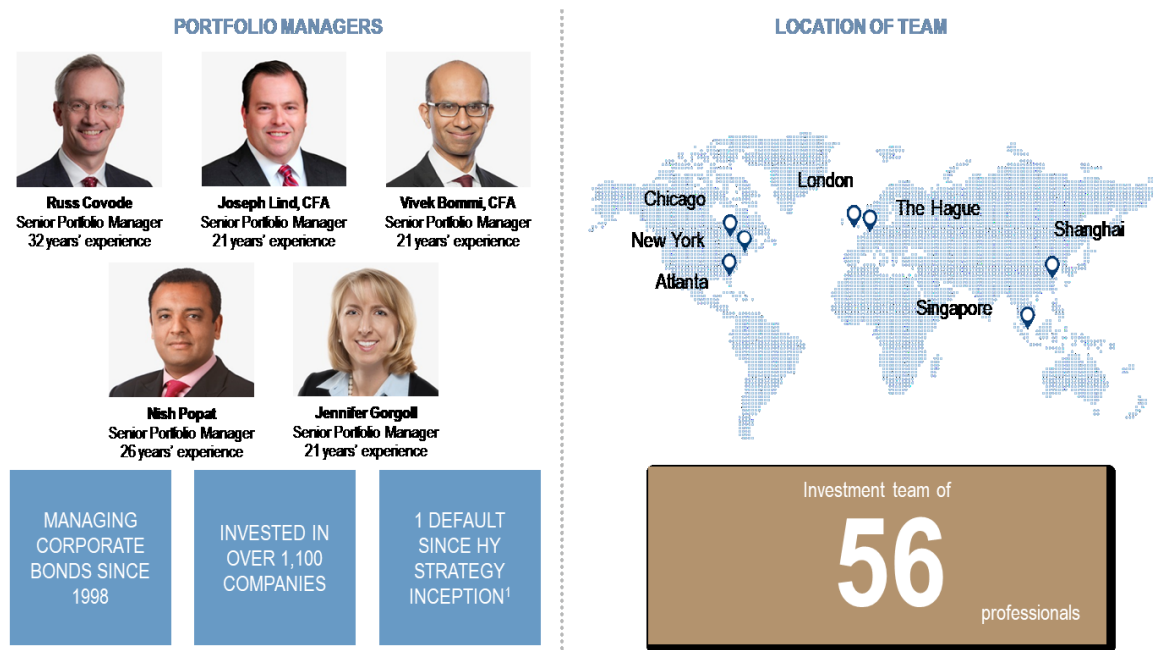 PORTFOLIO MANAGERS
Russ Covode
Senior Portfolio Manager
32 years' experience
Joseph Lind, CFA
Senior Portfolio Manager
21 years' experience
Vivek Bommi, CFA
Senior Portfolio Manager
21 years' experience
Nish Popat
Senior Portfolio Manager
26 years' experience
Jennifer Gorgoll
Senior Portfolio Manager
21 years' experience
MANAGING
CORPORATE
BONDS SINCE
1998
INVESTED IN
OVER 1,100
COMPANIES
1 DEFAULT
SINCE HY
STRATEGY
INCEPTION¹
LOCATION OF TEAM
London
Chicago
The Hague
New York
Shanghai
Atlanta
Singapore
Investment team of
56
professionals